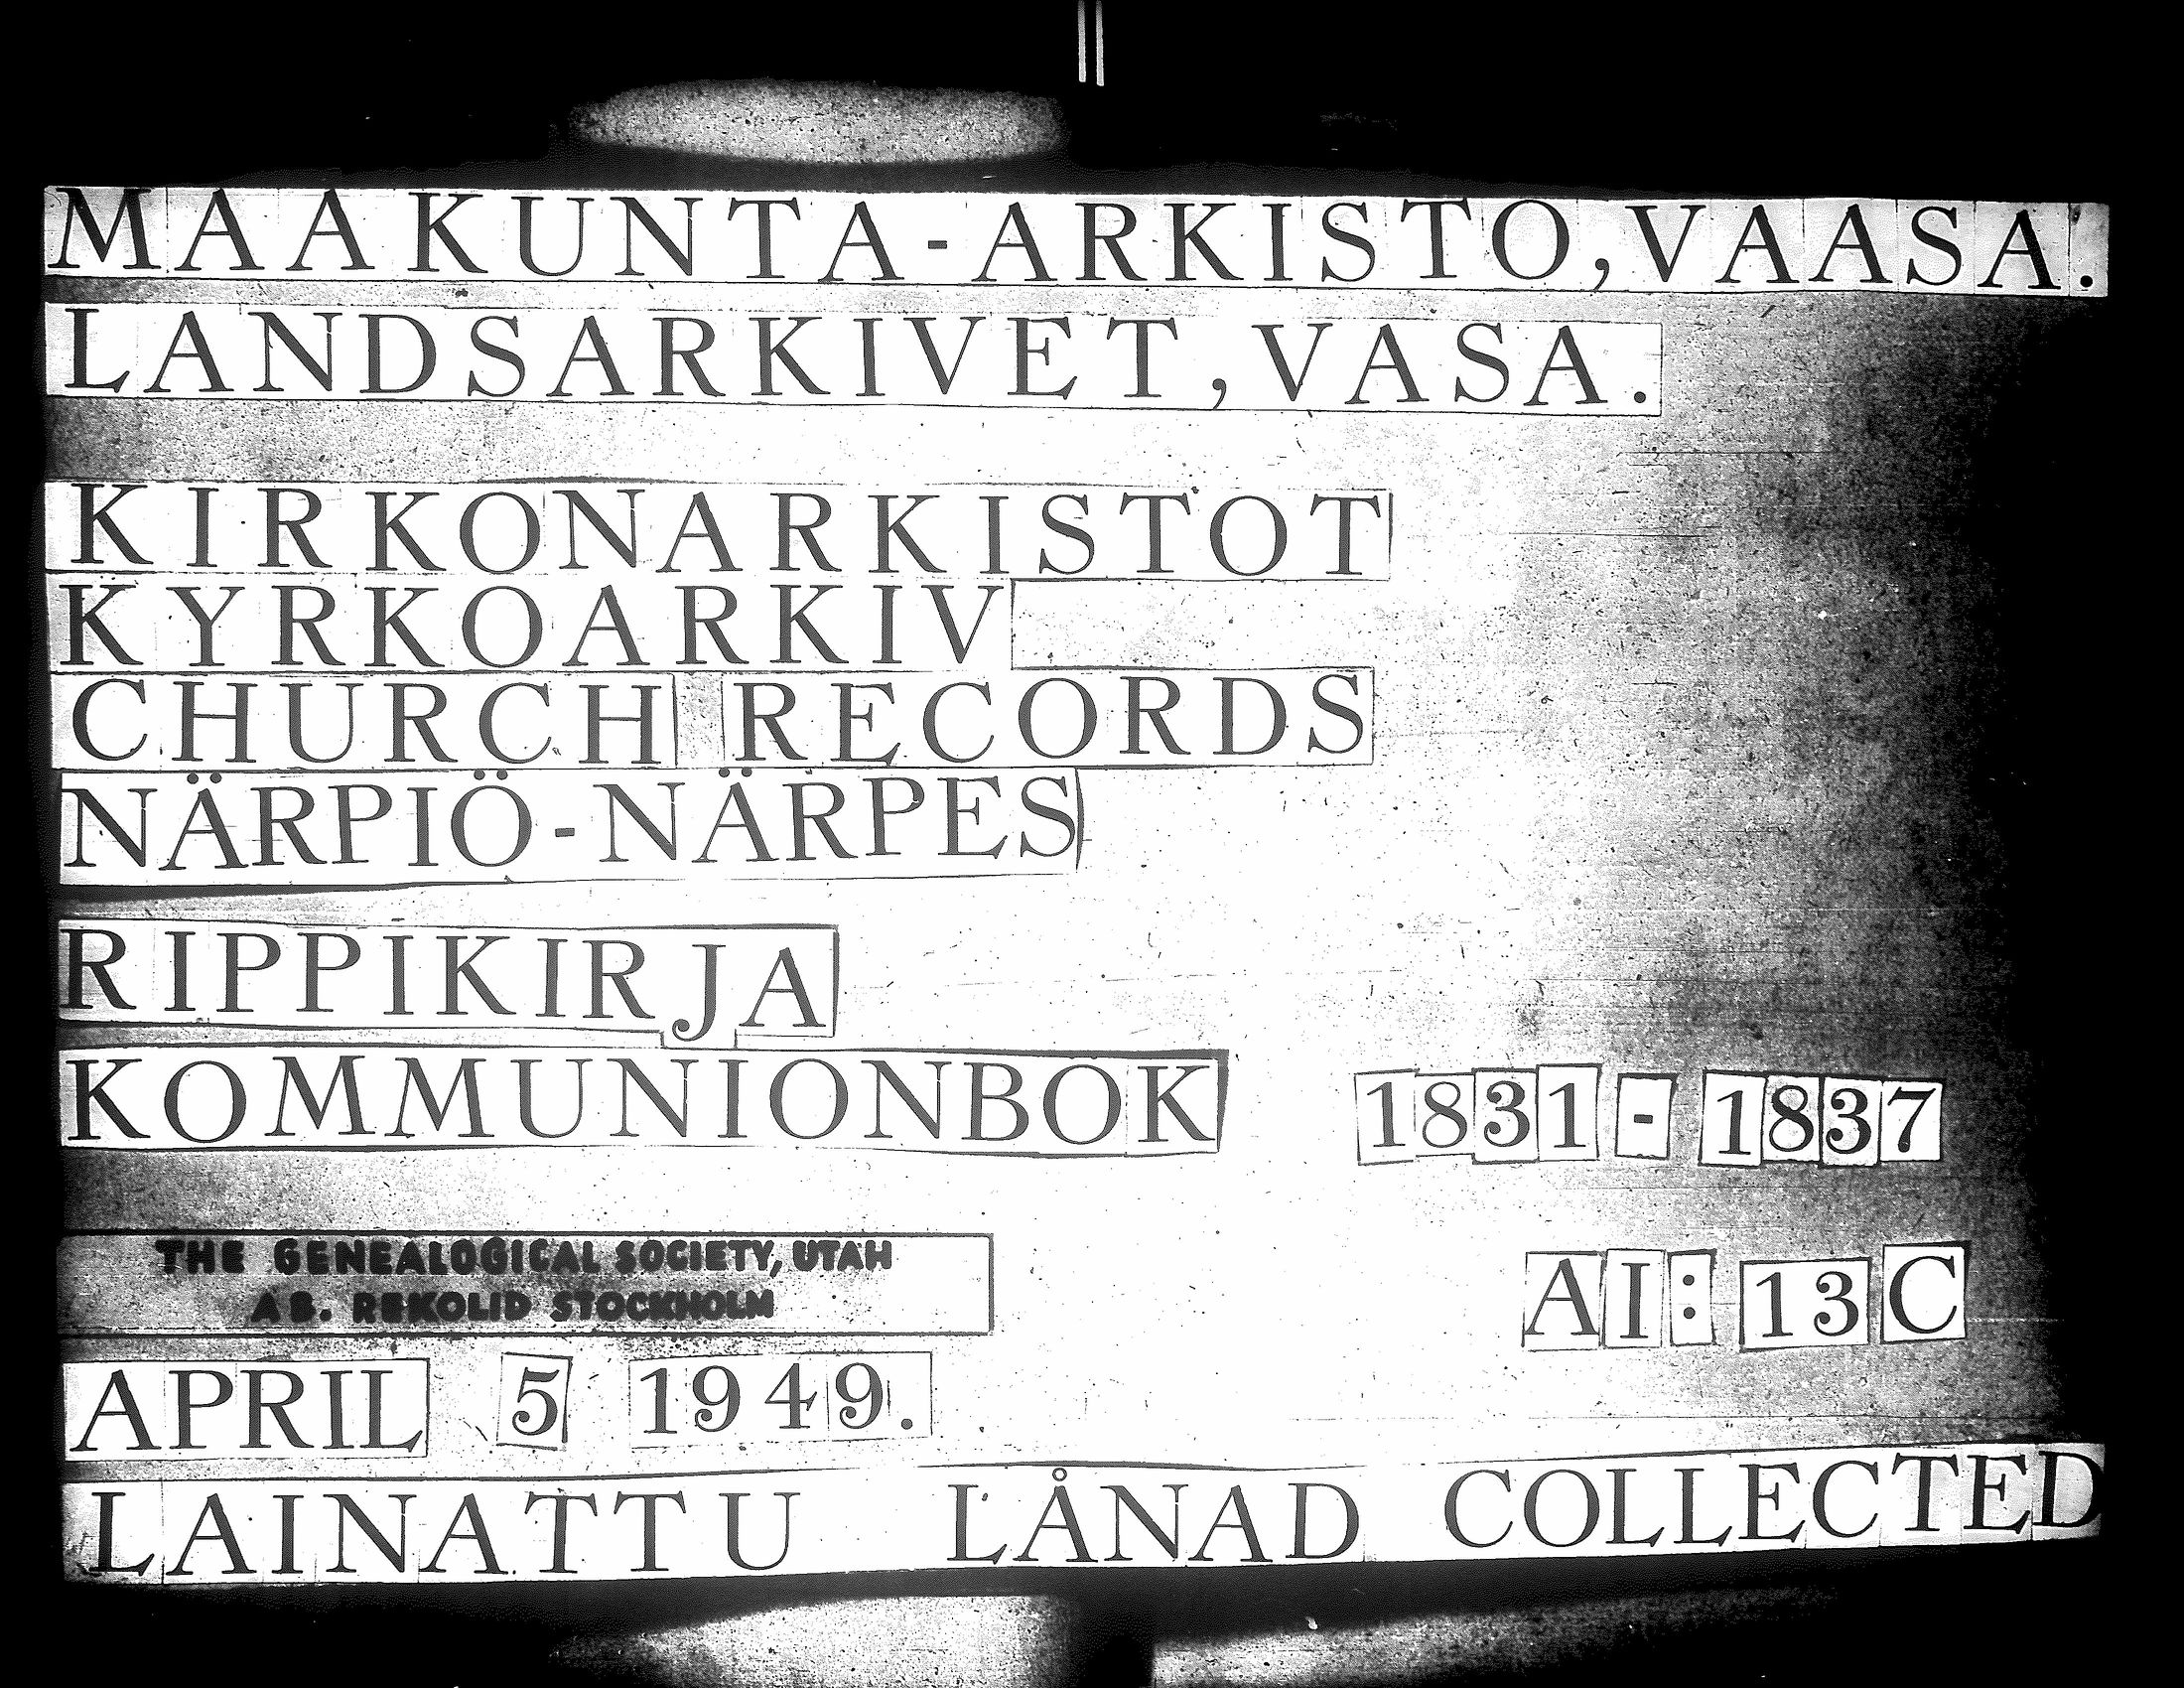 MAAKUNTA-ARKISTO, VAASA.
LANDSARKIVET, VASA.
KIRKONARKISTOT
KYRKOARKIV
CHURCH RECORDS
NÄRPIÖ-NÄRPES
RIPPIKIRJA
KOMMUNIONBOK 1831-1837
THE GENEALOGICAL SOCIETY, UTAH
AB. REKOLID STOCKHOLM
AI: 13 C
APRIL 5 1949.
LAINATTU LÅNAD COLLECTED